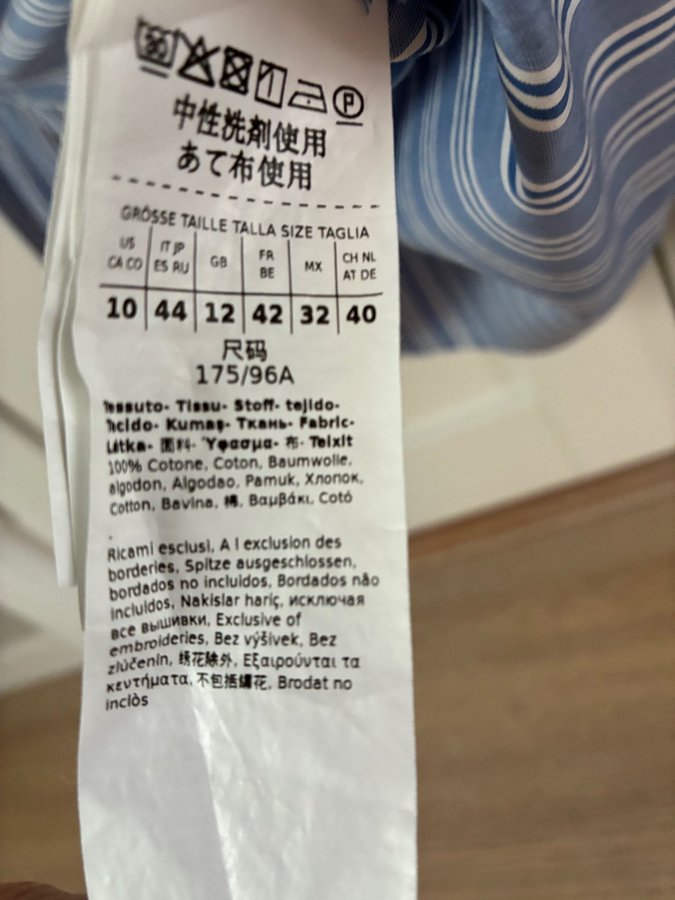 30
P
中性洗剤使用
あて布使用
GRÖSSE TAILLE TALLA SIZE TAGLIA
US CA CO
IT JP ES RU
GB
FR BE
MX
CH NL AT DE
10 44 12 42 32 40
尺码
175/96A
Tessuto- Tissu- Stoff- tejido-
Tecido- Kumaş- Ткань- Fabric-
Látka- 面料- Ύφασμα- 布- Teixit
100% Cotone, Coton, Baumwolle,
algodon, Algodao, Pamuk, Хлопок,
Cotton, Bavlna, 棉, Βαμβάκι, Cotó
.
Ricami esclusi, A l exclusion des
borderies, Spitze ausgeschlossen,
bordados no incluidos, Bordados não
incluidos, Nakislar hariç, исключая
все вышивки, Exclusive of
embroideries, Bez výšivek, Bez
zlúčenin, 绣花除外, Εξαιρούνται τα
κεντήματα, 不包括繡花, Brodat no
inclòs